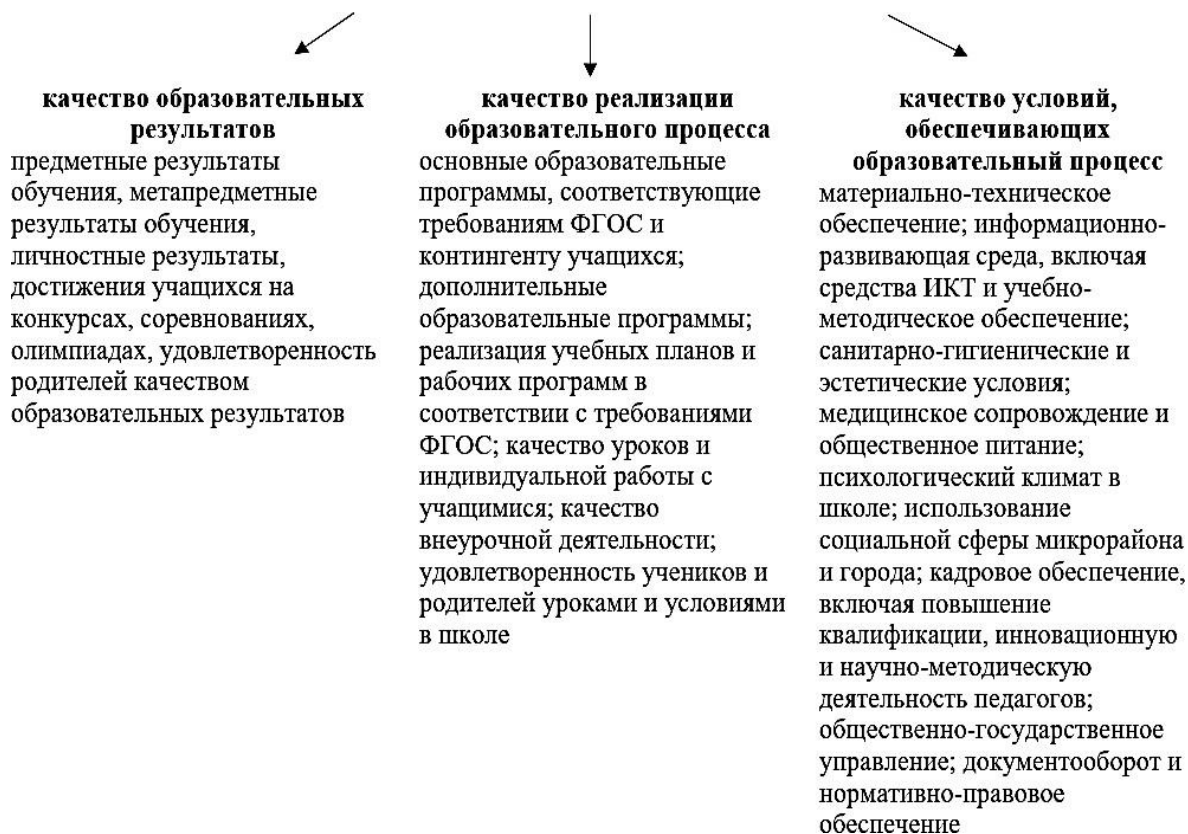 качество образовательных
результатов
предметные результаты
обучения, метапредметные
результаты обучения,
личностные результаты,
достижения учащихся на
конкурсах, соревнованиях,
олимпиадах, удовлетворенность
родителей качеством
образовательных результатов
качество реализации
образовательного процесса
основные образовательные
программы, соответствующие
требованиям ФГОС и
контингенту учащихся;
дополнительные
образовательные программы;
реализация учебных планов и
рабочих программ в
соответствии с требованиями
ФГОС; качество уроков и
индивидуальной работы с
учащимися; качество
внеурочной деятельности;
удовлетворенность учеников и
родителей уроками и условиями
в школе
качество условий,
обеспечивающих
образовательный процесс
материально-техническое
обеспечение; информационно-
развивающая среда, включая
средства ИКТ и учебно-
методическое обеспечение;
санитарно-гигиенические и
эстетические условия;
медицинское сопровождение и
общественное питание;
психологический климат в
школе; использование
социальной сферы микрорайона
и города; кадровое обеспечение,
включая повышение
квалификации, инновационную
и научно-методическую
деятельность педагогов;
общественно-государственное
управление; документооборот и
нормативно-правовое
обеспечение